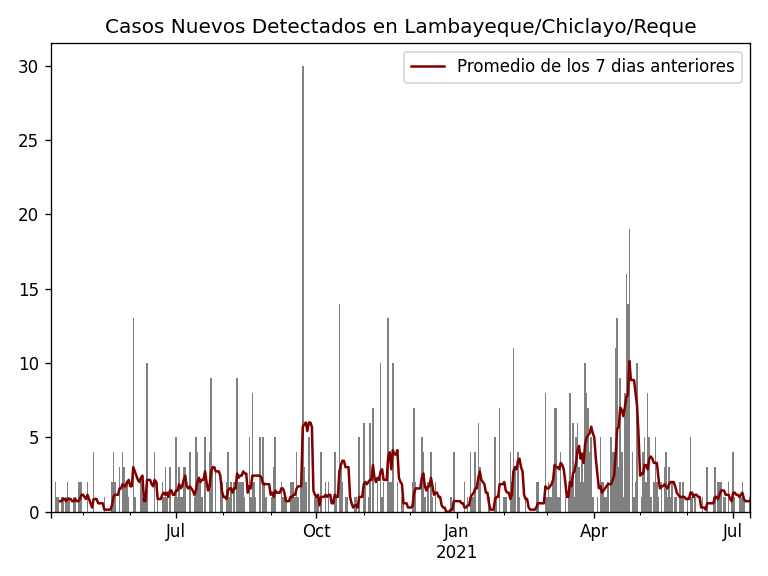 Casos Nuevos Detectados en Lambayeque/Chiclayo/Reque
Promedio de los 7 dias anteriores
30
25
20
15
10
5
0
Jul
Oct
Jan
Apr
Jul
2021